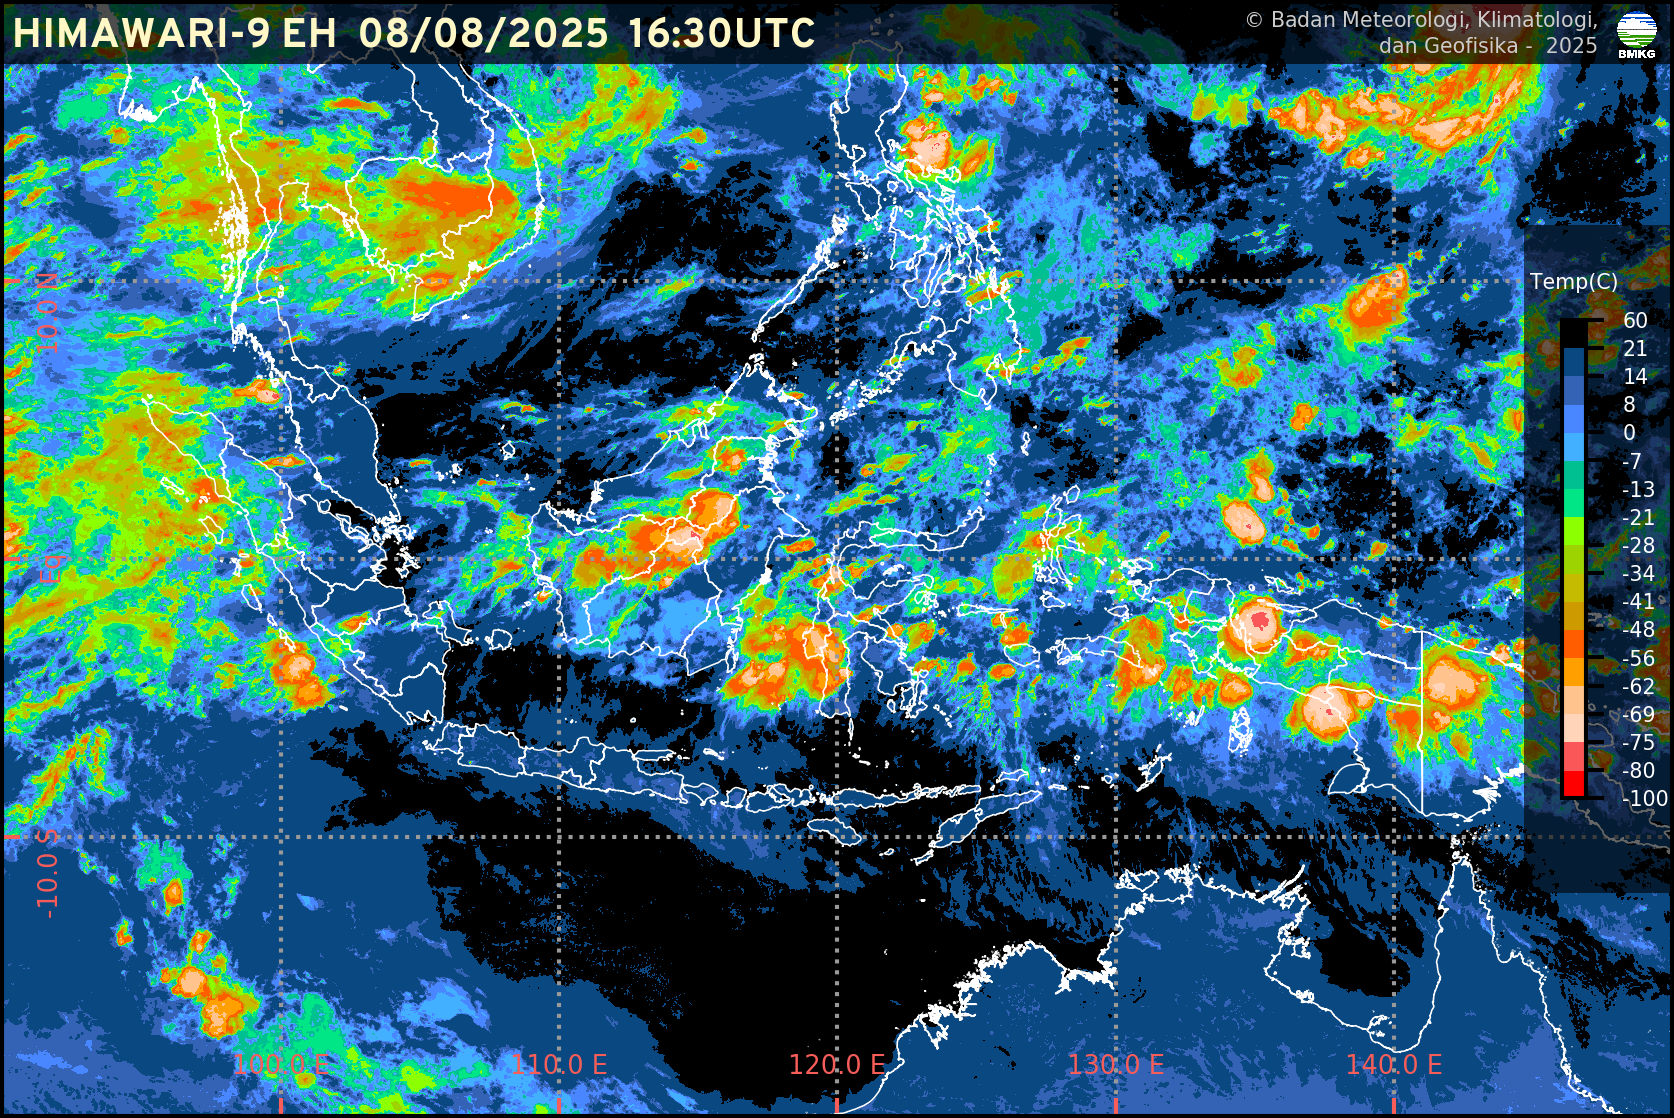 HIMAWARI-9 EH 08/08/2025 16:30UTC
© Badan Meteorologi, Klimatologi,
dan Geofisika - 2025
BMKG
Temp(C)
60
21
14
8
0
-7
-13
-21
-28
-34
-41
-48
-56
-62
-69
-75
-80
-100
10.0 N
Eq
-10.0 S
100.0 E
110.0 E
120.0 E
130.0 E
140.0 E